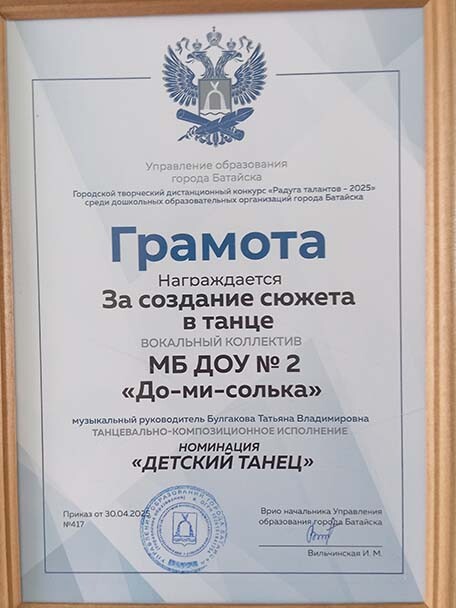 Управление образования
города Батайска
Городской творческий дистанционный конкурс «Радуга талантов - 2025»
среди дошкольных образовательных организаций города Батайска
Грамота
Награждается
За создание сюжета
в танце
ВОКАЛЬНЫЙ КОЛЛЕКТИВ
МБ ДОУ № 2
«До-ми-солька»
музыкальный руководитель Булгакова Татьяна Владимировна
ТАНЦЕВАЛЬНО-КОМПОЗИЦИОННОЕ ИСПОЛНЕНИЕ
НОМИНАЦИЯ
«ДЕТСКИЙ ТАНЕЦ»
Приказ от 30.04.2025
№417
Врио начальника Управления
образования города Батайска
Вильчинская И. М.